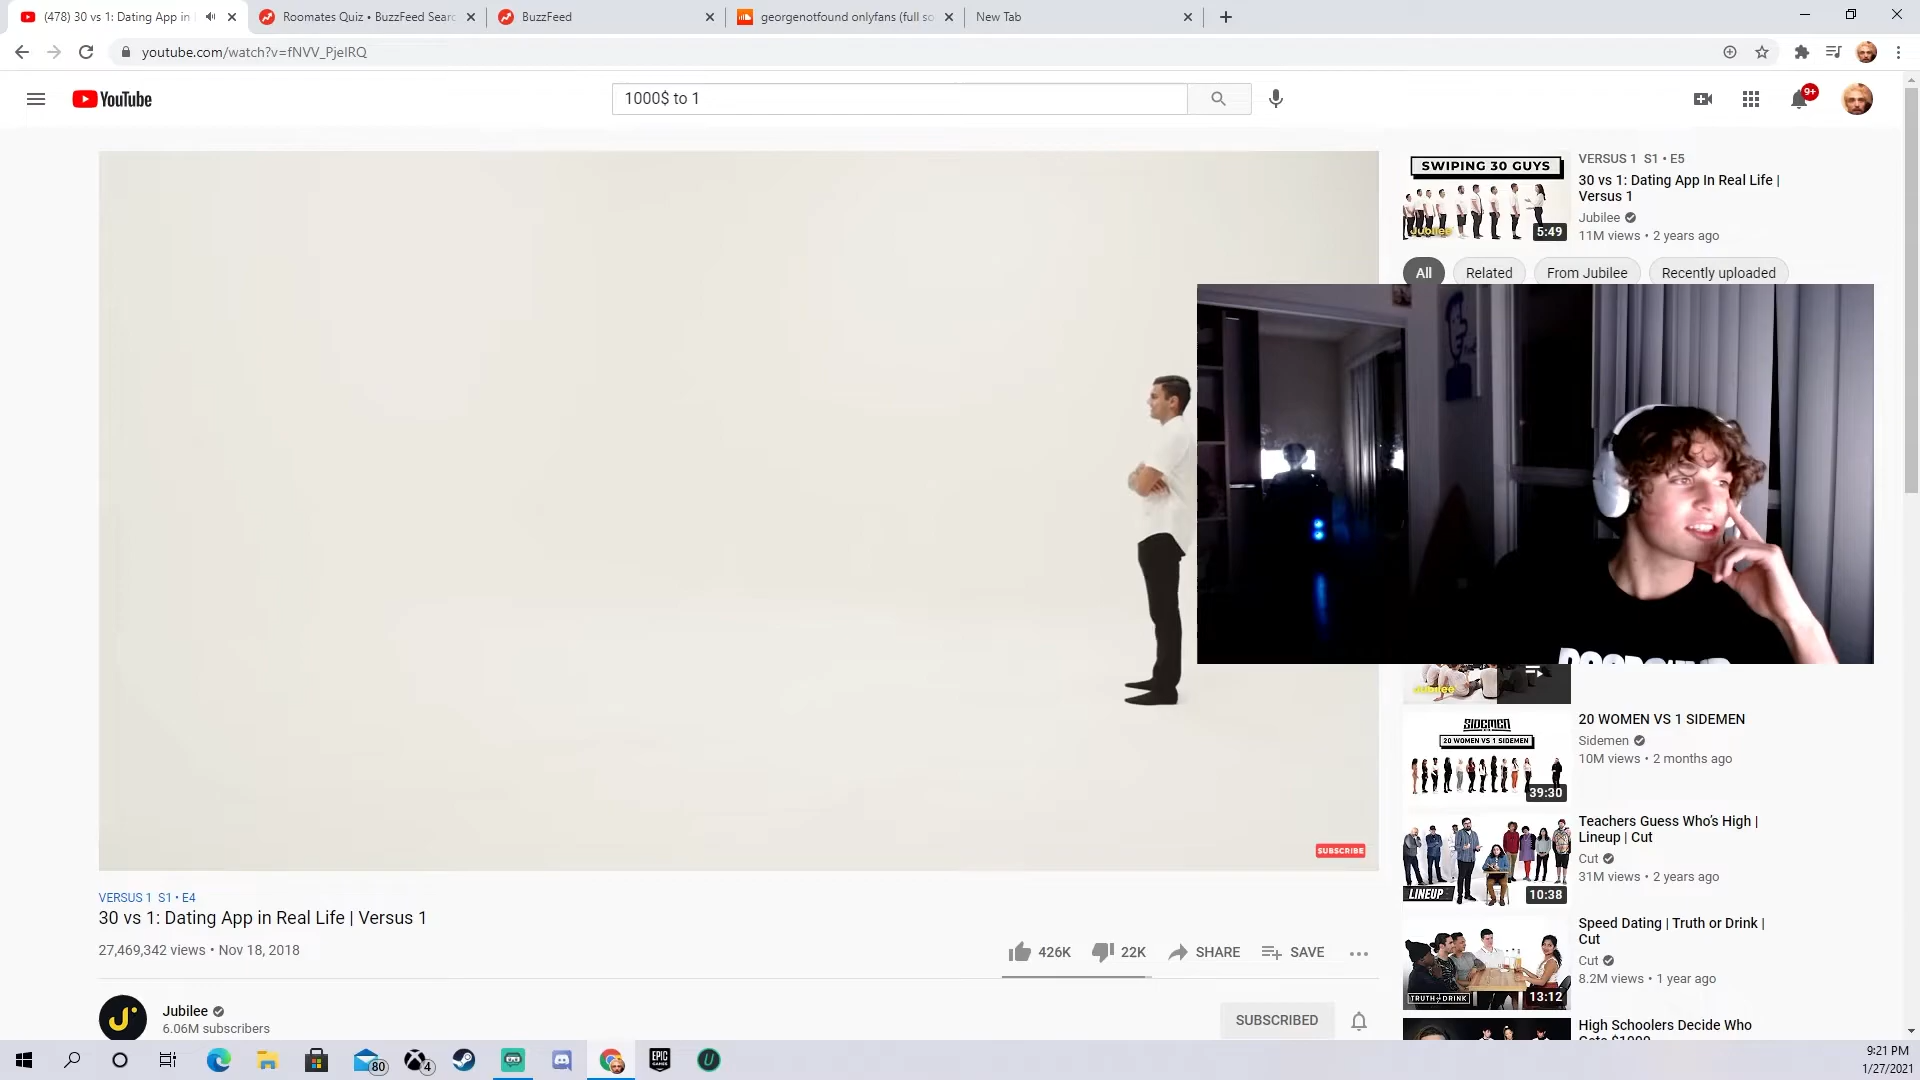 (478) 30 vs 1: Dating App in
Roomates Quiz • BuzzFeed Searc
BuzzFeed
georgenotfound onlyfans (full so
New Tab
youtube.com/watch?v=fNVV_PjeIRQ
YouTube
1000$ to 1
9+
SWIPING 30 GUYS
Jubilee
5:49
VERSUS 1 S1 • E5
30 vs 1: Dating App In Real Life |
Versus 1
Jubilee
11M views • 2 years ago
All
Related
From Jubilee
Recently uploaded
SUBSCRIBE
Jubilee
SIDEMEN
20 WOMEN VS 1 SIDEMEN
39:30
20 WOMEN VS 1 SIDEMEN
Sidemen
10M views • 2 months ago
LINEUP
10:38
Teachers Guess Who's High |
Lineup | Cut
Cut
31M views • 2 years ago
TRUTH or DRINK
13:12
Speed Dating | Truth or Drink |
Cut
Cut
8.2M views • 1 year ago
High Schoolers Decide Who
VERSUS 1 S1 • E4
30 vs 1: Dating App in Real Life | Versus 1
27,469,342 views • Nov 18, 2018
426K
22K
SHARE
SAVE
Jubilee
6.06M subscribers
SUBSCRIBED
80
4
EPIC
GAMES
9:21 PM
1/27/2021